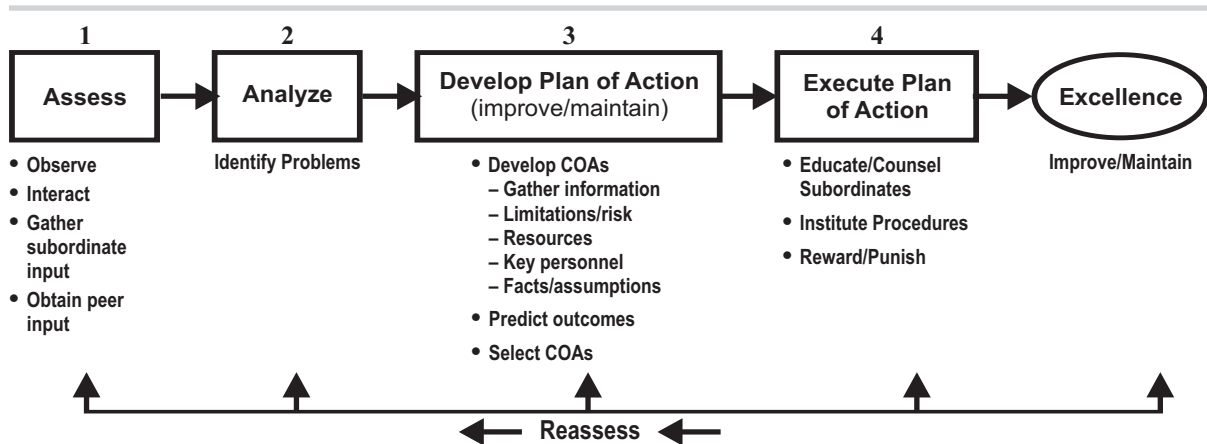 1
Assess
• Observe
• Interact
• Gather
subordinate
input
• Obtain peer
input
2
Analyze
Identify Problems
3
Develop Plan of Action
(improve/maintain)
• Develop COAs
– Gather information
– Limitations/risk
– Resources
– Key personnel
– Facts/assumptions
• Predict outcomes
• Select COAs
4
Execute Plan
of Action
• Educate/Counsel
Subordinates
• Institute Procedures
• Reward/Punish
Excellence
Improve/Maintain
Reassess